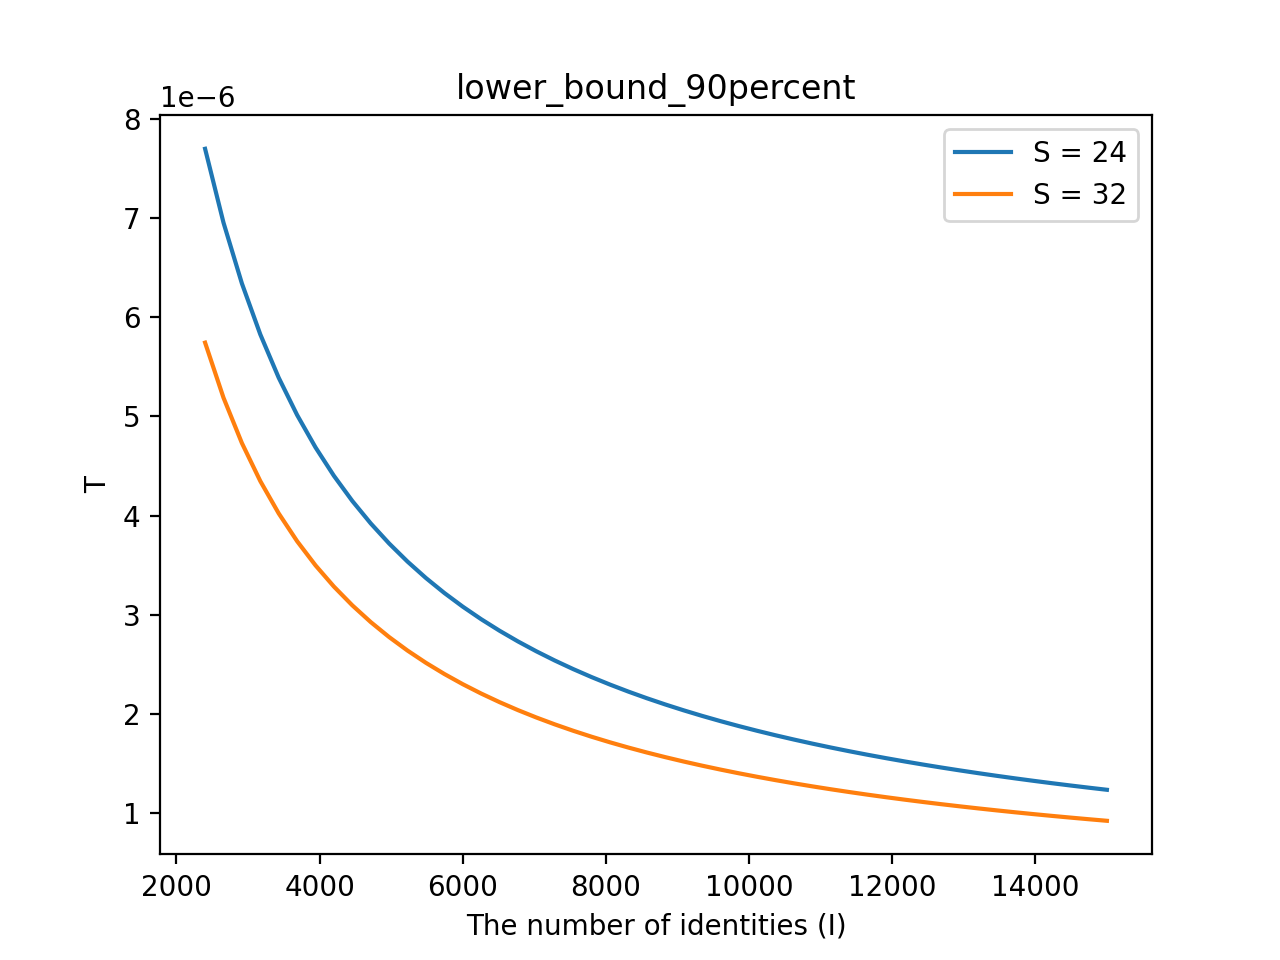 lower_bound_90percent
1e−6
8
7
6
5
4
3
2
1
T
S = 24
S = 32
2000 4000 6000 8000 10000 12000 14000
The number of identities (I)